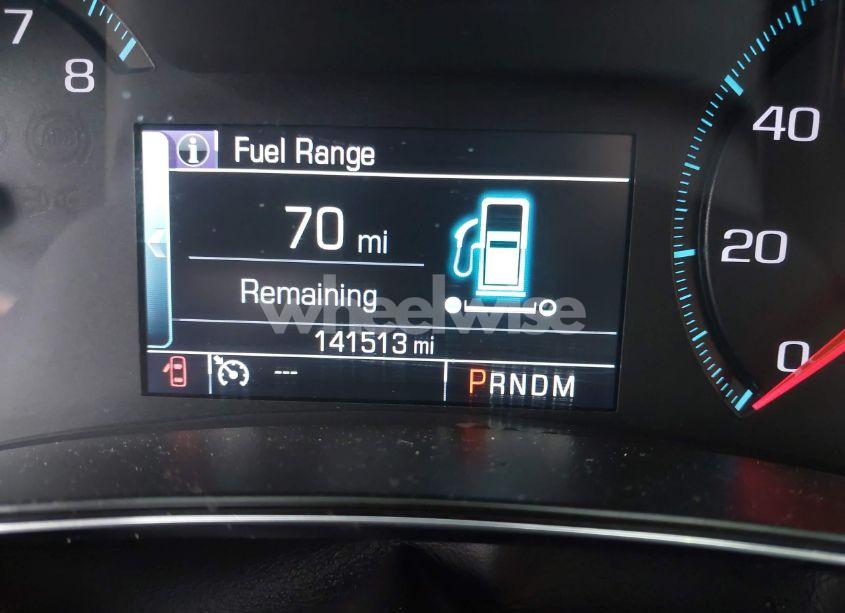 7
8
Fuel Range
70 mi
Remaining
wheelwise
141513 mi
---
PRNDM
40
20
0